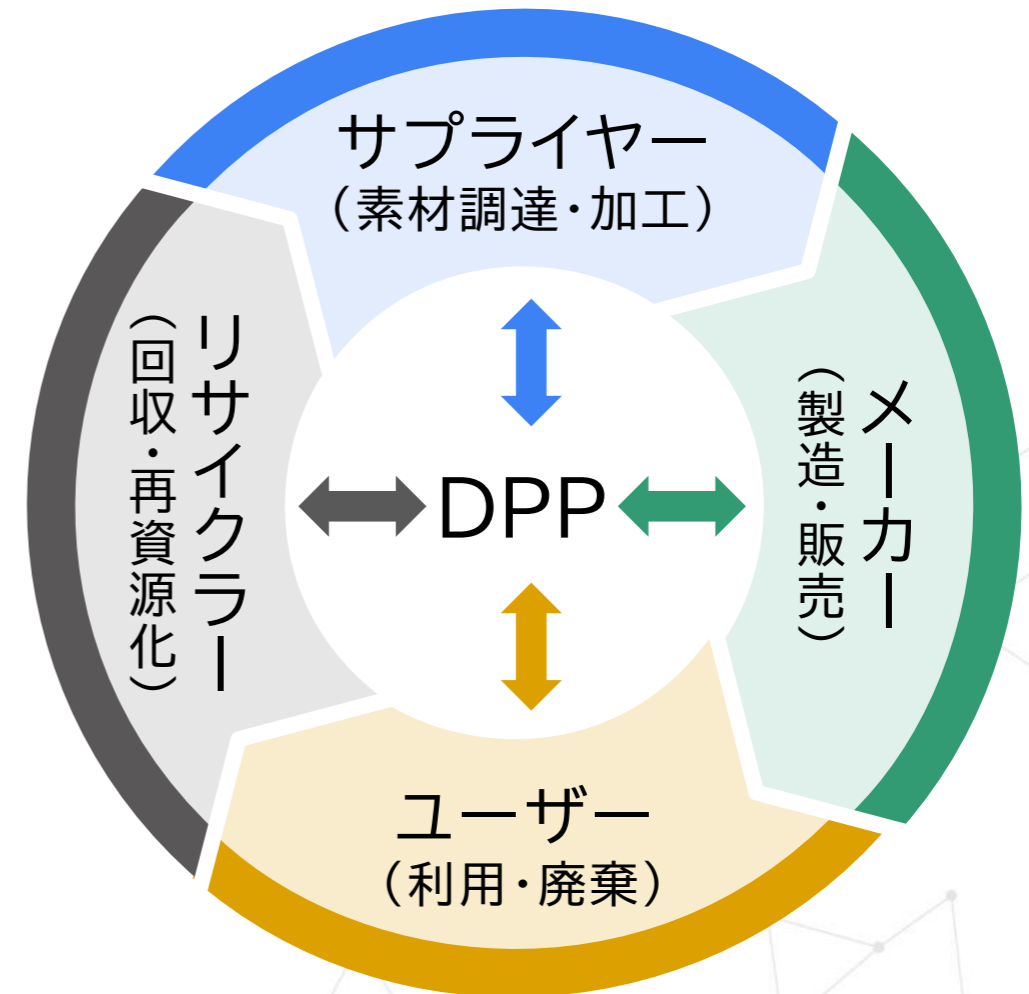 サプライヤー
（素材調達・加工）
メーカー
（製造・販売）
ユーザー
（利用・廃棄）
リサイクラー
（回収・再資源化）
DPP